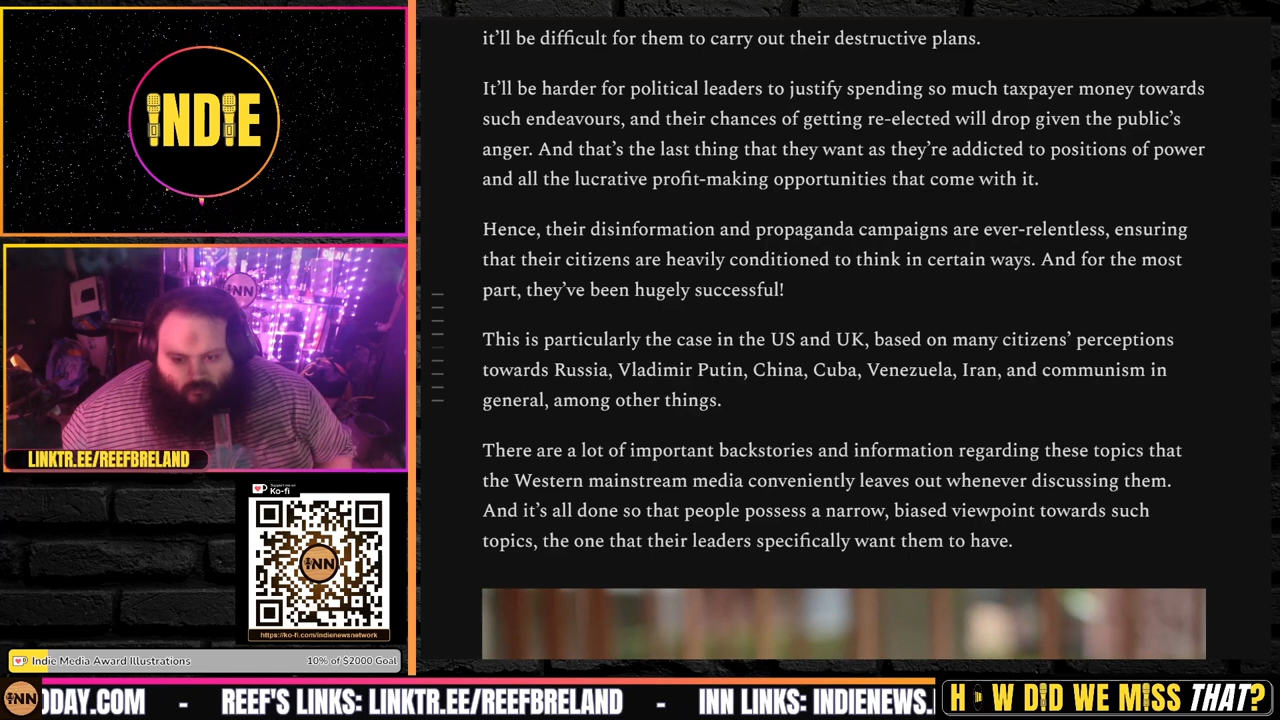 INDIE
INN
LINKTR.EE/REEFBRELAND
Support me on
Ko-fi
INN
https://ko-fi.com/indienewsnetwork
Indie Media Award Illustrations 10% of $2000 Goal
it’ll be difficult for them to carry out their destructive plans.
It’ll be harder for political leaders to justify spending so much taxpayer money towards
such endeavours, and their chances of getting re-elected will drop given the public’s
anger. And that’s the last thing that they want as they’re addicted to positions of power
and all the lucrative profit-making opportunities that come with it.
Hence, their disinformation and propaganda campaigns are ever-relentless, ensuring
that their citizens are heavily conditioned to think in certain ways. And for the most
part, they’ve been hugely successful!
This is particularly the case in the US and UK, based on many citizens’ perceptions
towards Russia, Vladimir Putin, China, Cuba, Venezuela, Iran, and communism in
general, among other things.
There are a lot of important backstories and information regarding these topics that
the Western mainstream media conveniently leaves out whenever discussing them.
And it’s all done so that people possess a narrow, biased viewpoint towards such
topics, the one that their leaders specifically want them to have.
INN ODAY.COM - REEF'S LINKS: LINKTR.EE/REEFBRELAND - INN LINKS: INDIENEWS.
HOW DID WE MISS THAT?